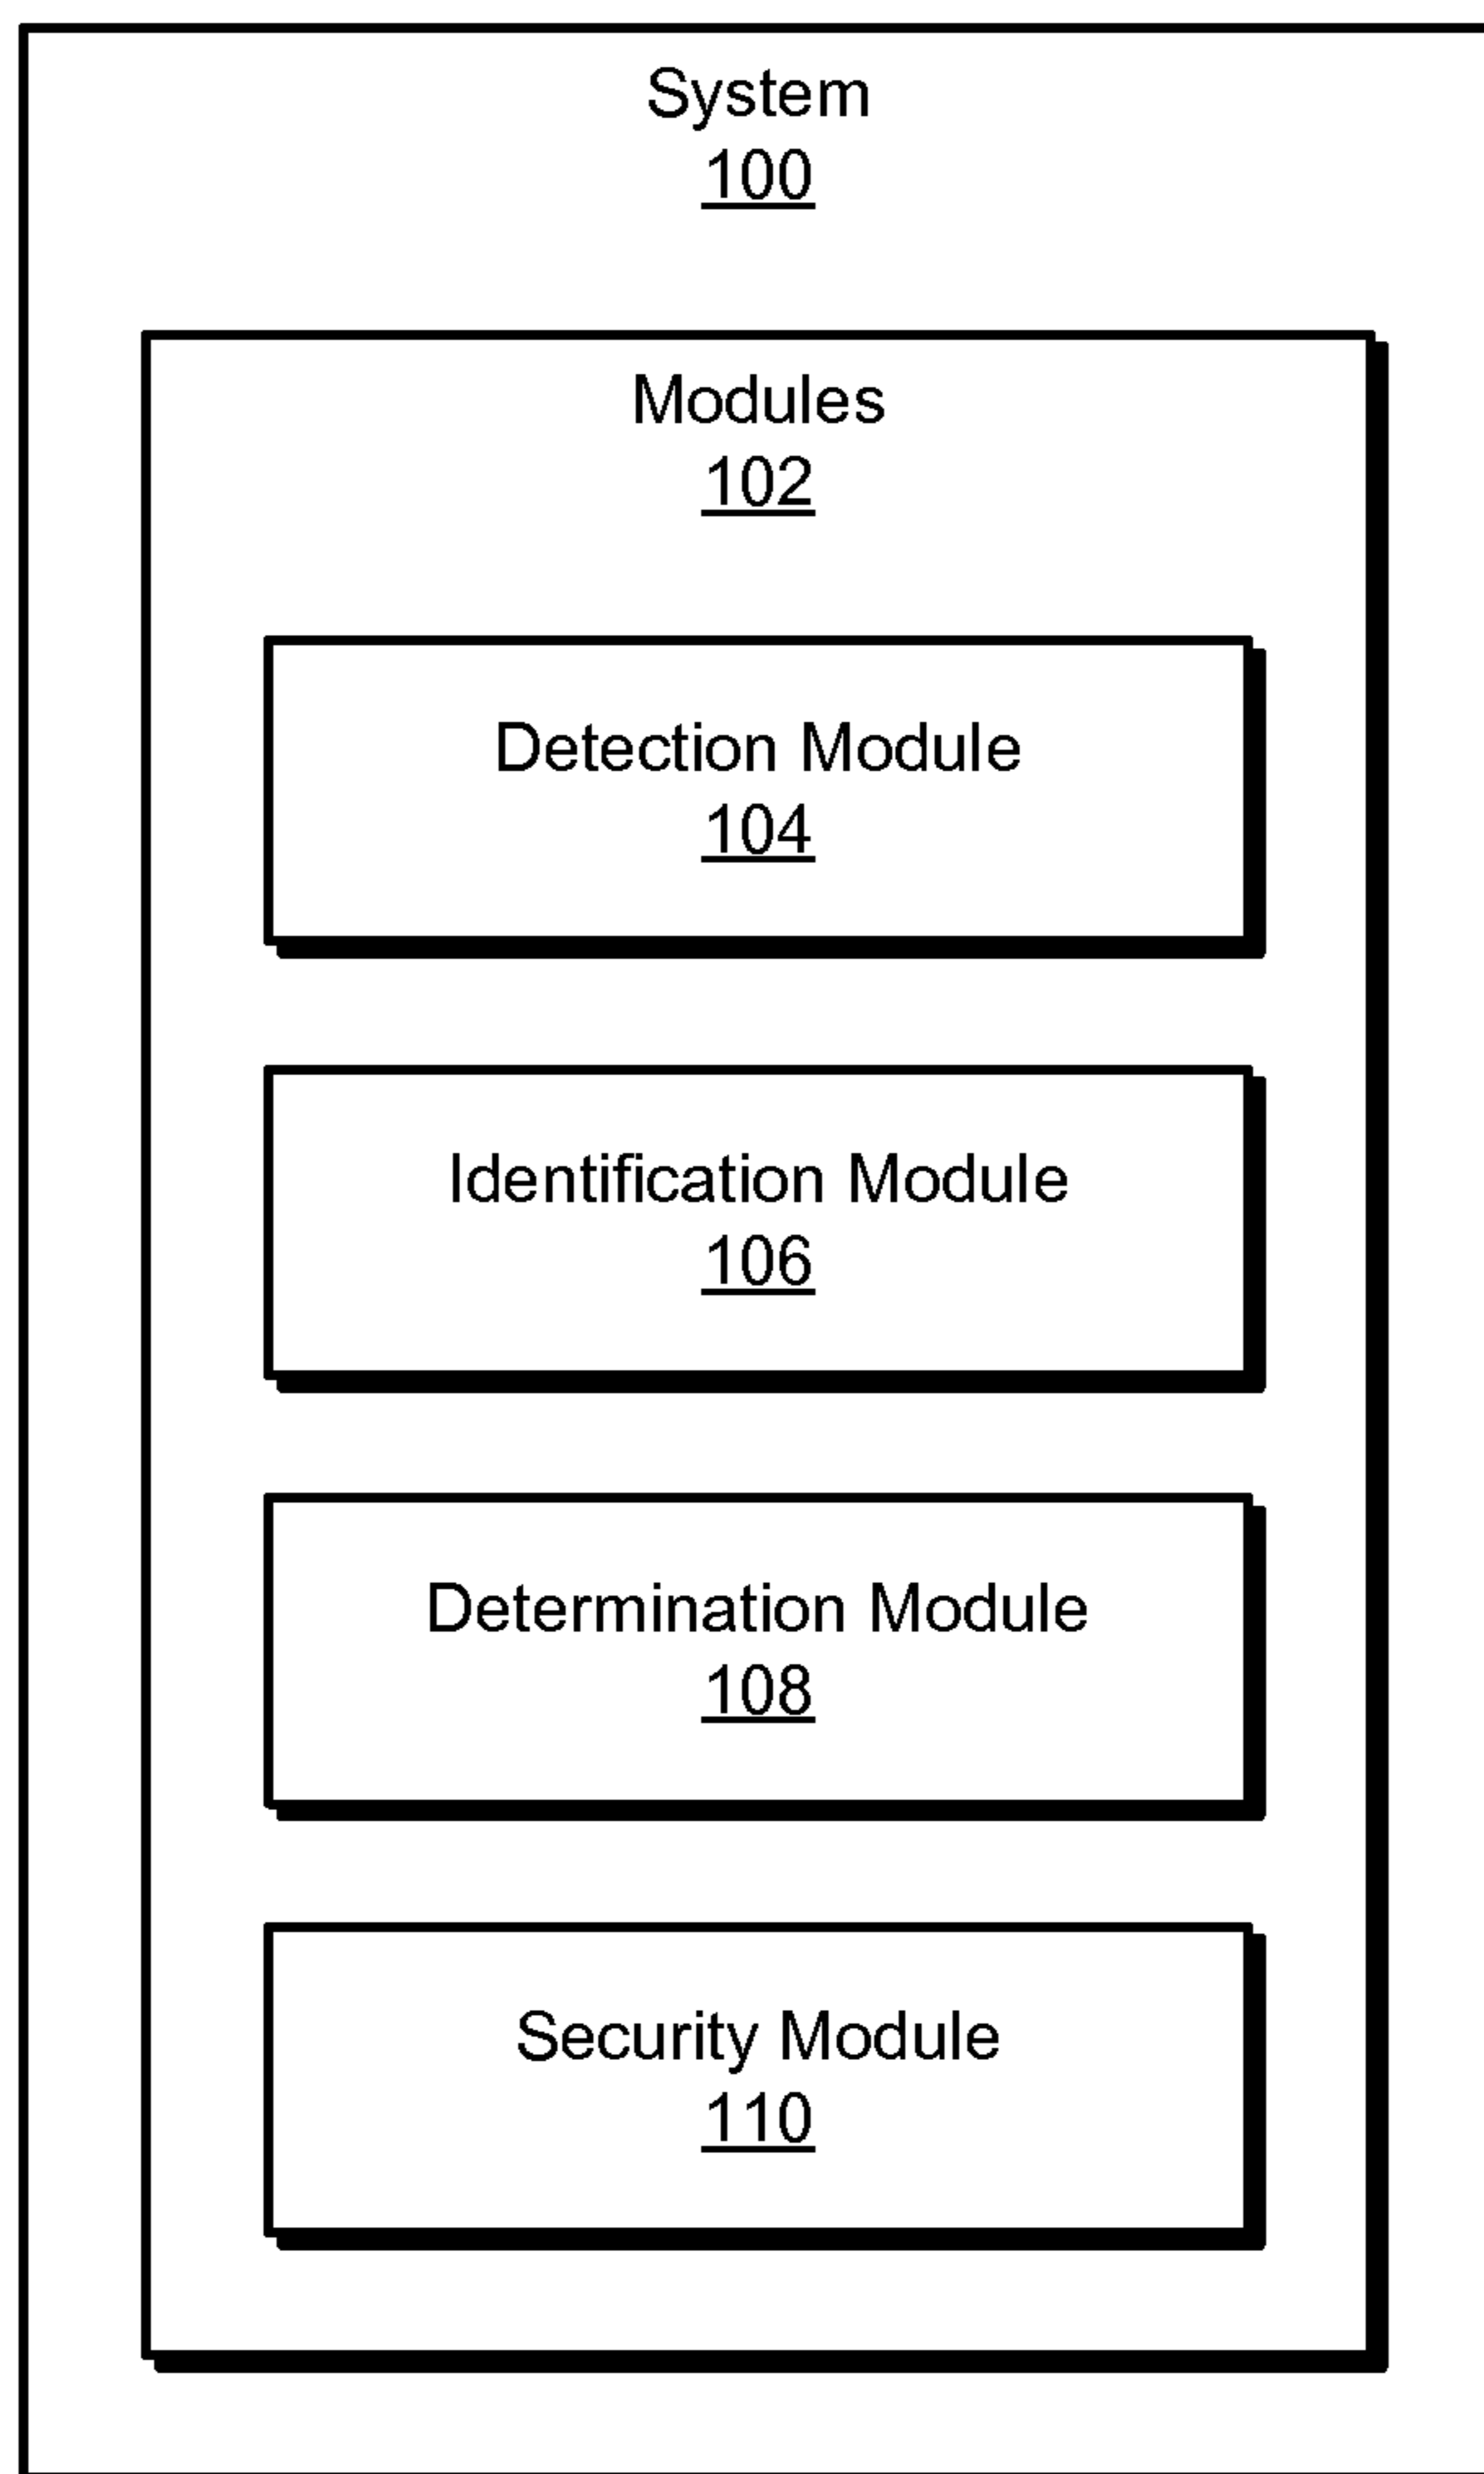 System
100
Modules
102
Detection Module
104
Identification Module
106
Determination Module
108
Security Module
110